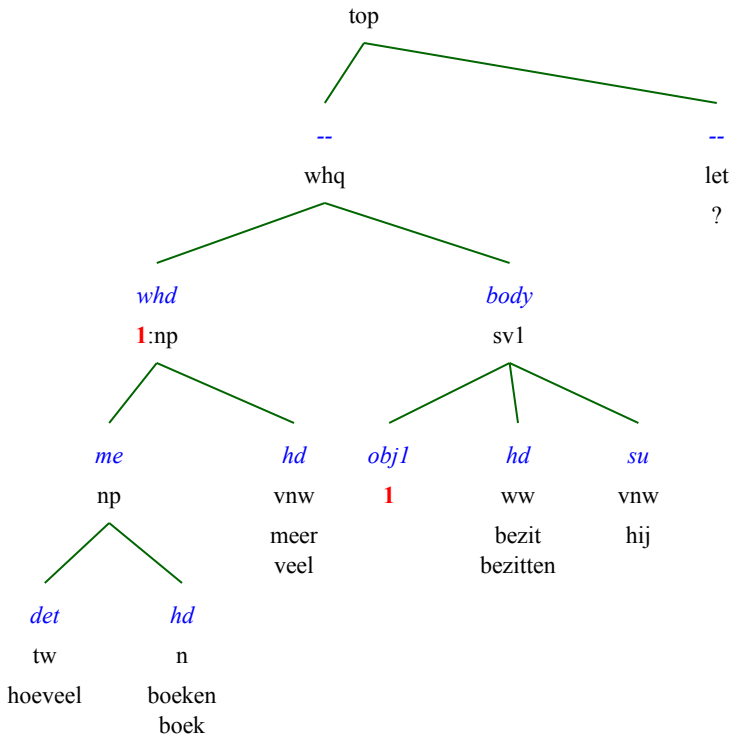 top
-- --
whq let
?
whd body
1:np sv1
me hd obj1 hd su
np vnw 1 ww vnw
meer bezit hij
veel bezitten
det hd
tw n
hoeveel boeken
boek